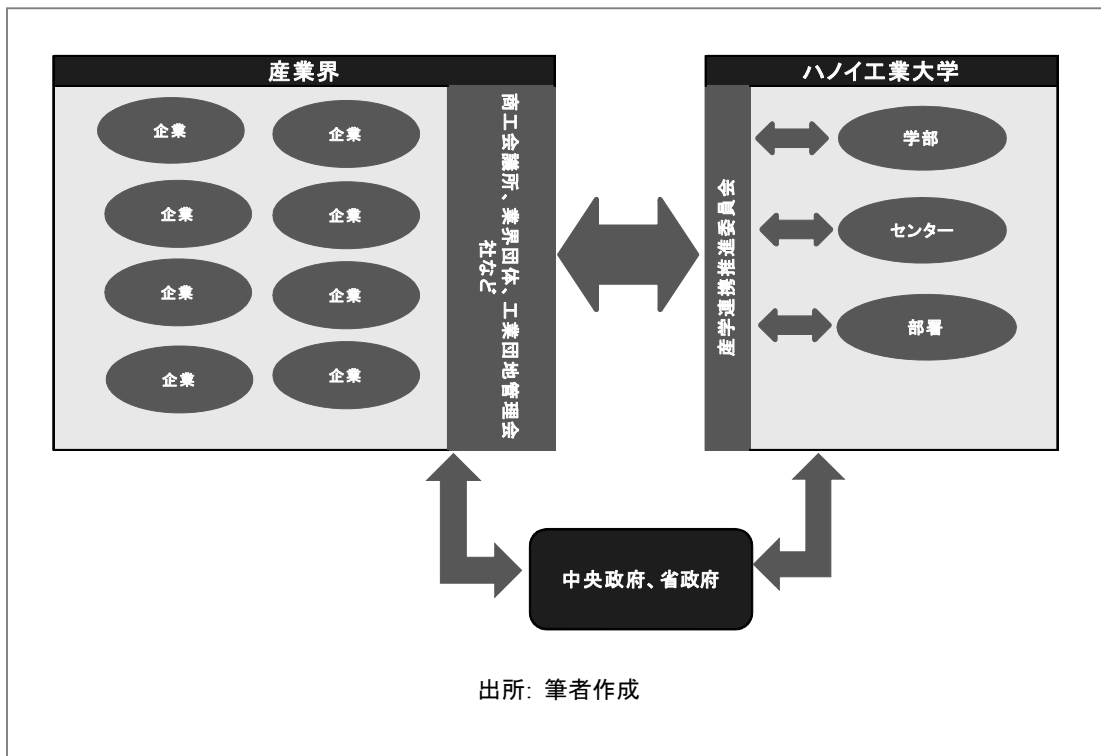 産業界
企業
企業
企業
企業
企業
企業
企業
企業
商工会議所、業界団体、工業団地管理会
社など
ハノイ工業大学
産学連携推進委員会
学部
センター
部署
中央政府、省政府
出所: 筆者作成